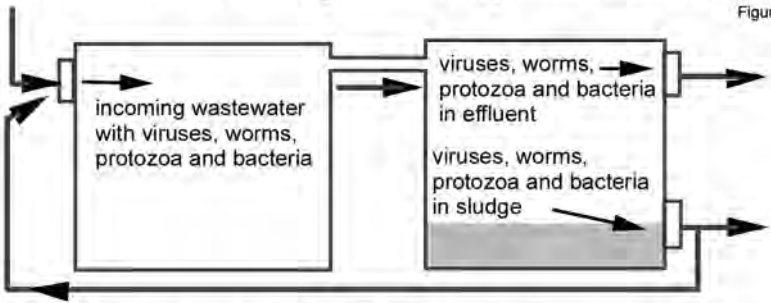 Figur
viruses, worms,
protozoa and bacteria
in effluent
incoming wastewater
with viruses, worms,
protozoa and bacteria
viruses, worms,
protozoa and bacteria
in sludge